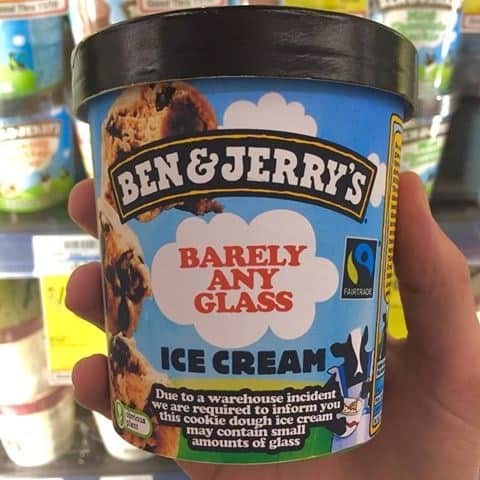 BEN & JERRY'S
BARELY
ANY
GLASS
FAIRTRADE
ICE CREAM
Due to a warehouse incident
we are required to inform you
this cookie dough ice cream
may contain small
amounts of glass